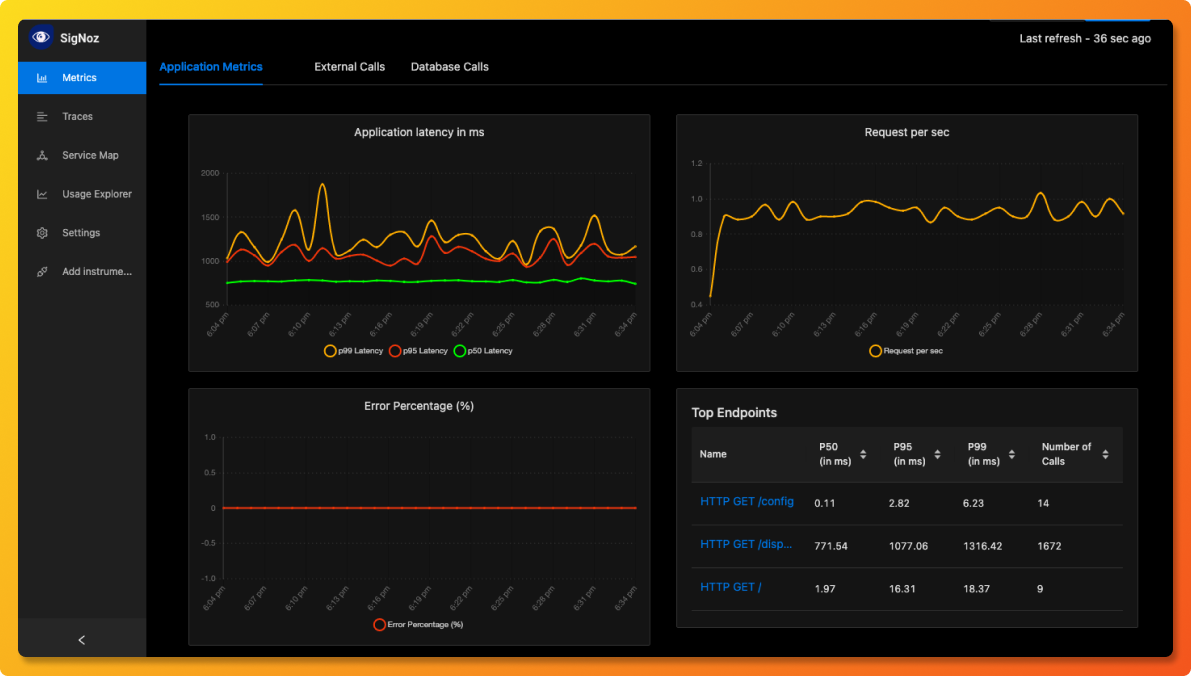 SigNoz
Last refresh - 36 sec ago
Metrics
Traces
Service Map
Usage Explorer
Settings
Add instrume...
Application Metrics External Calls Database Calls
Application latency in ms
2000
1500
1000
500
6:04 pm 6:07 pm 6:10 pm 6:13 pm 6:16 pm 6:19 pm 6:22 pm 6:25 pm 6:28 pm 6:31 pm 6:34 pm
p99 Latency p95 Latency p50 Latency
Request per sec
1.2
1.0
0.8
0.6
0.4
6:04 pm 6:07 pm 6:10 pm 6:13 pm 6:16 pm 6:19 pm 6:22 pm 6:25 pm 6:28 pm 6:31 pm 6:34 pm
Request per sec
Error Percentage (%)
1.0
0.5
0
-0.5
-1.0
6:04 pm 6:07 pm 6:10 pm 6:13 pm 6:16 pm 6:19 pm 6:22 pm 6:25 pm 6:28 pm 6:31 pm 6:34 pm
Error Percentage (%)
Top Endpoints
Name P50 (in ms) P95 (in ms) P99 (in ms) Number of Calls
HTTP GET /config 0.11 2.82 6.23 14
HTTP GET /disp... 771.54 1077.06 1316.42 1672
HTTP GET / 1.97 16.31 18.37 9